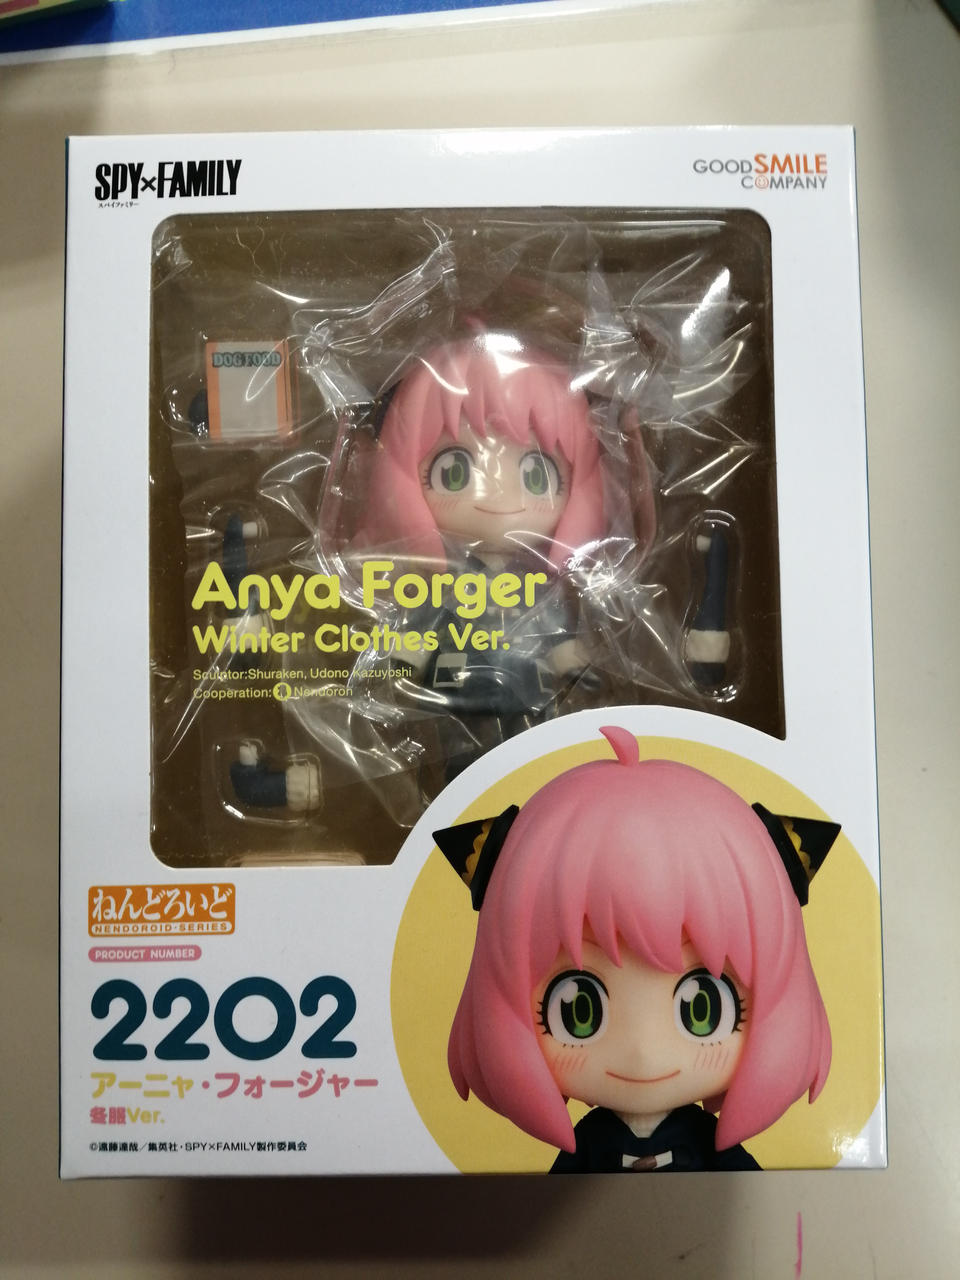 SPY×FAMILY
スパイファミリー
GOOD SMILE
COMPANY
DOG FOOD
Anya Forger
Winter Clothes Ver.
Sculptor:Shuraken, Udono Kazuyoshi
Cooperation: Nendoron
ねんどろいど
NENDOROID·SERIES
PRODUCT NUMBER
2202
アーニャ・フォージャー
冬服Ver.
©遠藤達哉／集英社・SPY×FAMILY製作委員会